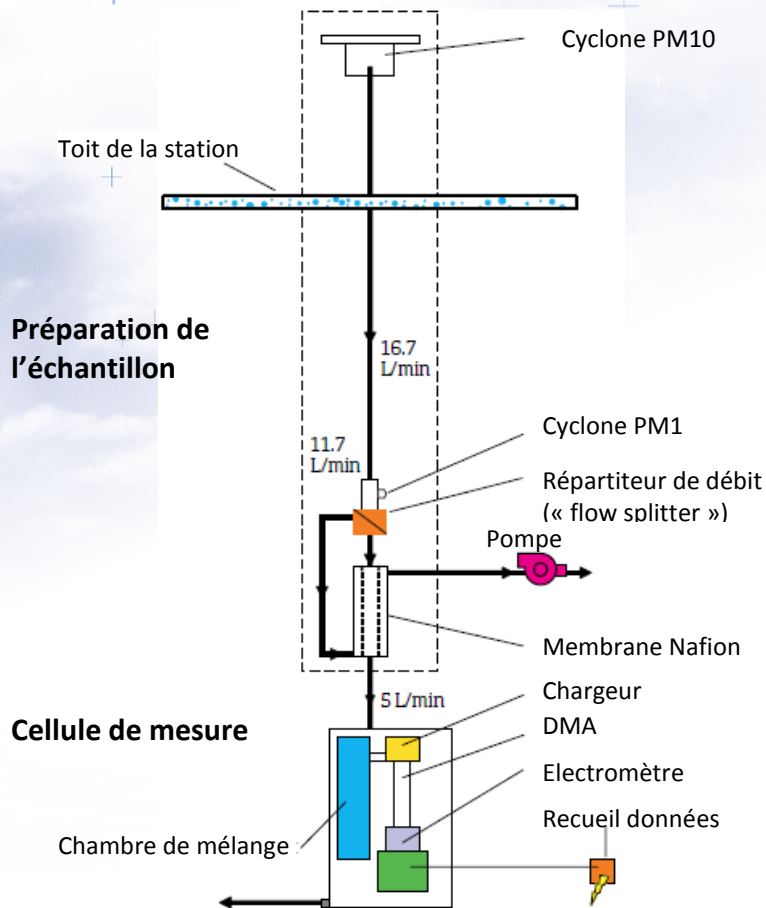 Cyclone PM10
Toit de la station
Préparation de
l’échantillon
16.7
L/min
11.7
L/min
Cyclone PM1
Répartiteur de débit
(« flow splitter »)
Pompe
Membrane Nafion
5 L/min
Chargeur
Cellule de mesure
DMA
Electromètre
Recueil données
Chambre de mélange